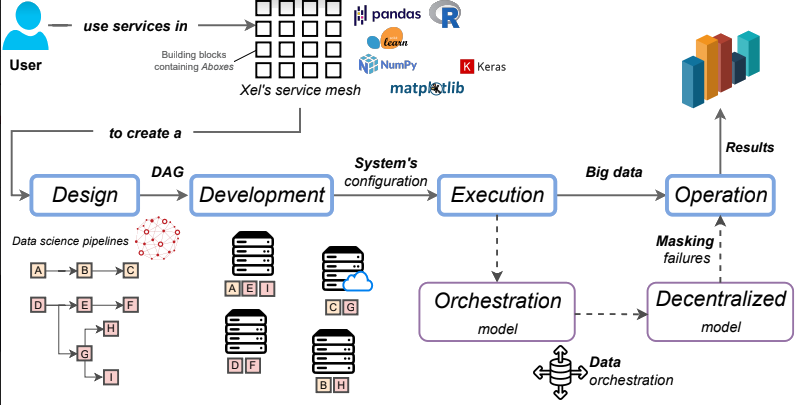 use services in
User
Building blocks
containing Aboxes
Xel's service mesh
pandas
R
learn
NumPy
Keras
matplotlib
to create a
Design
DAG
Development
System's
configuration
Execution
Big data
Operation
Results
Data science pipelines
A B C
D E F
H
G
I
A E I
C G
D F
B H
Orchestration
model
Data
orchestration
Masking
failures
Decentralized
model